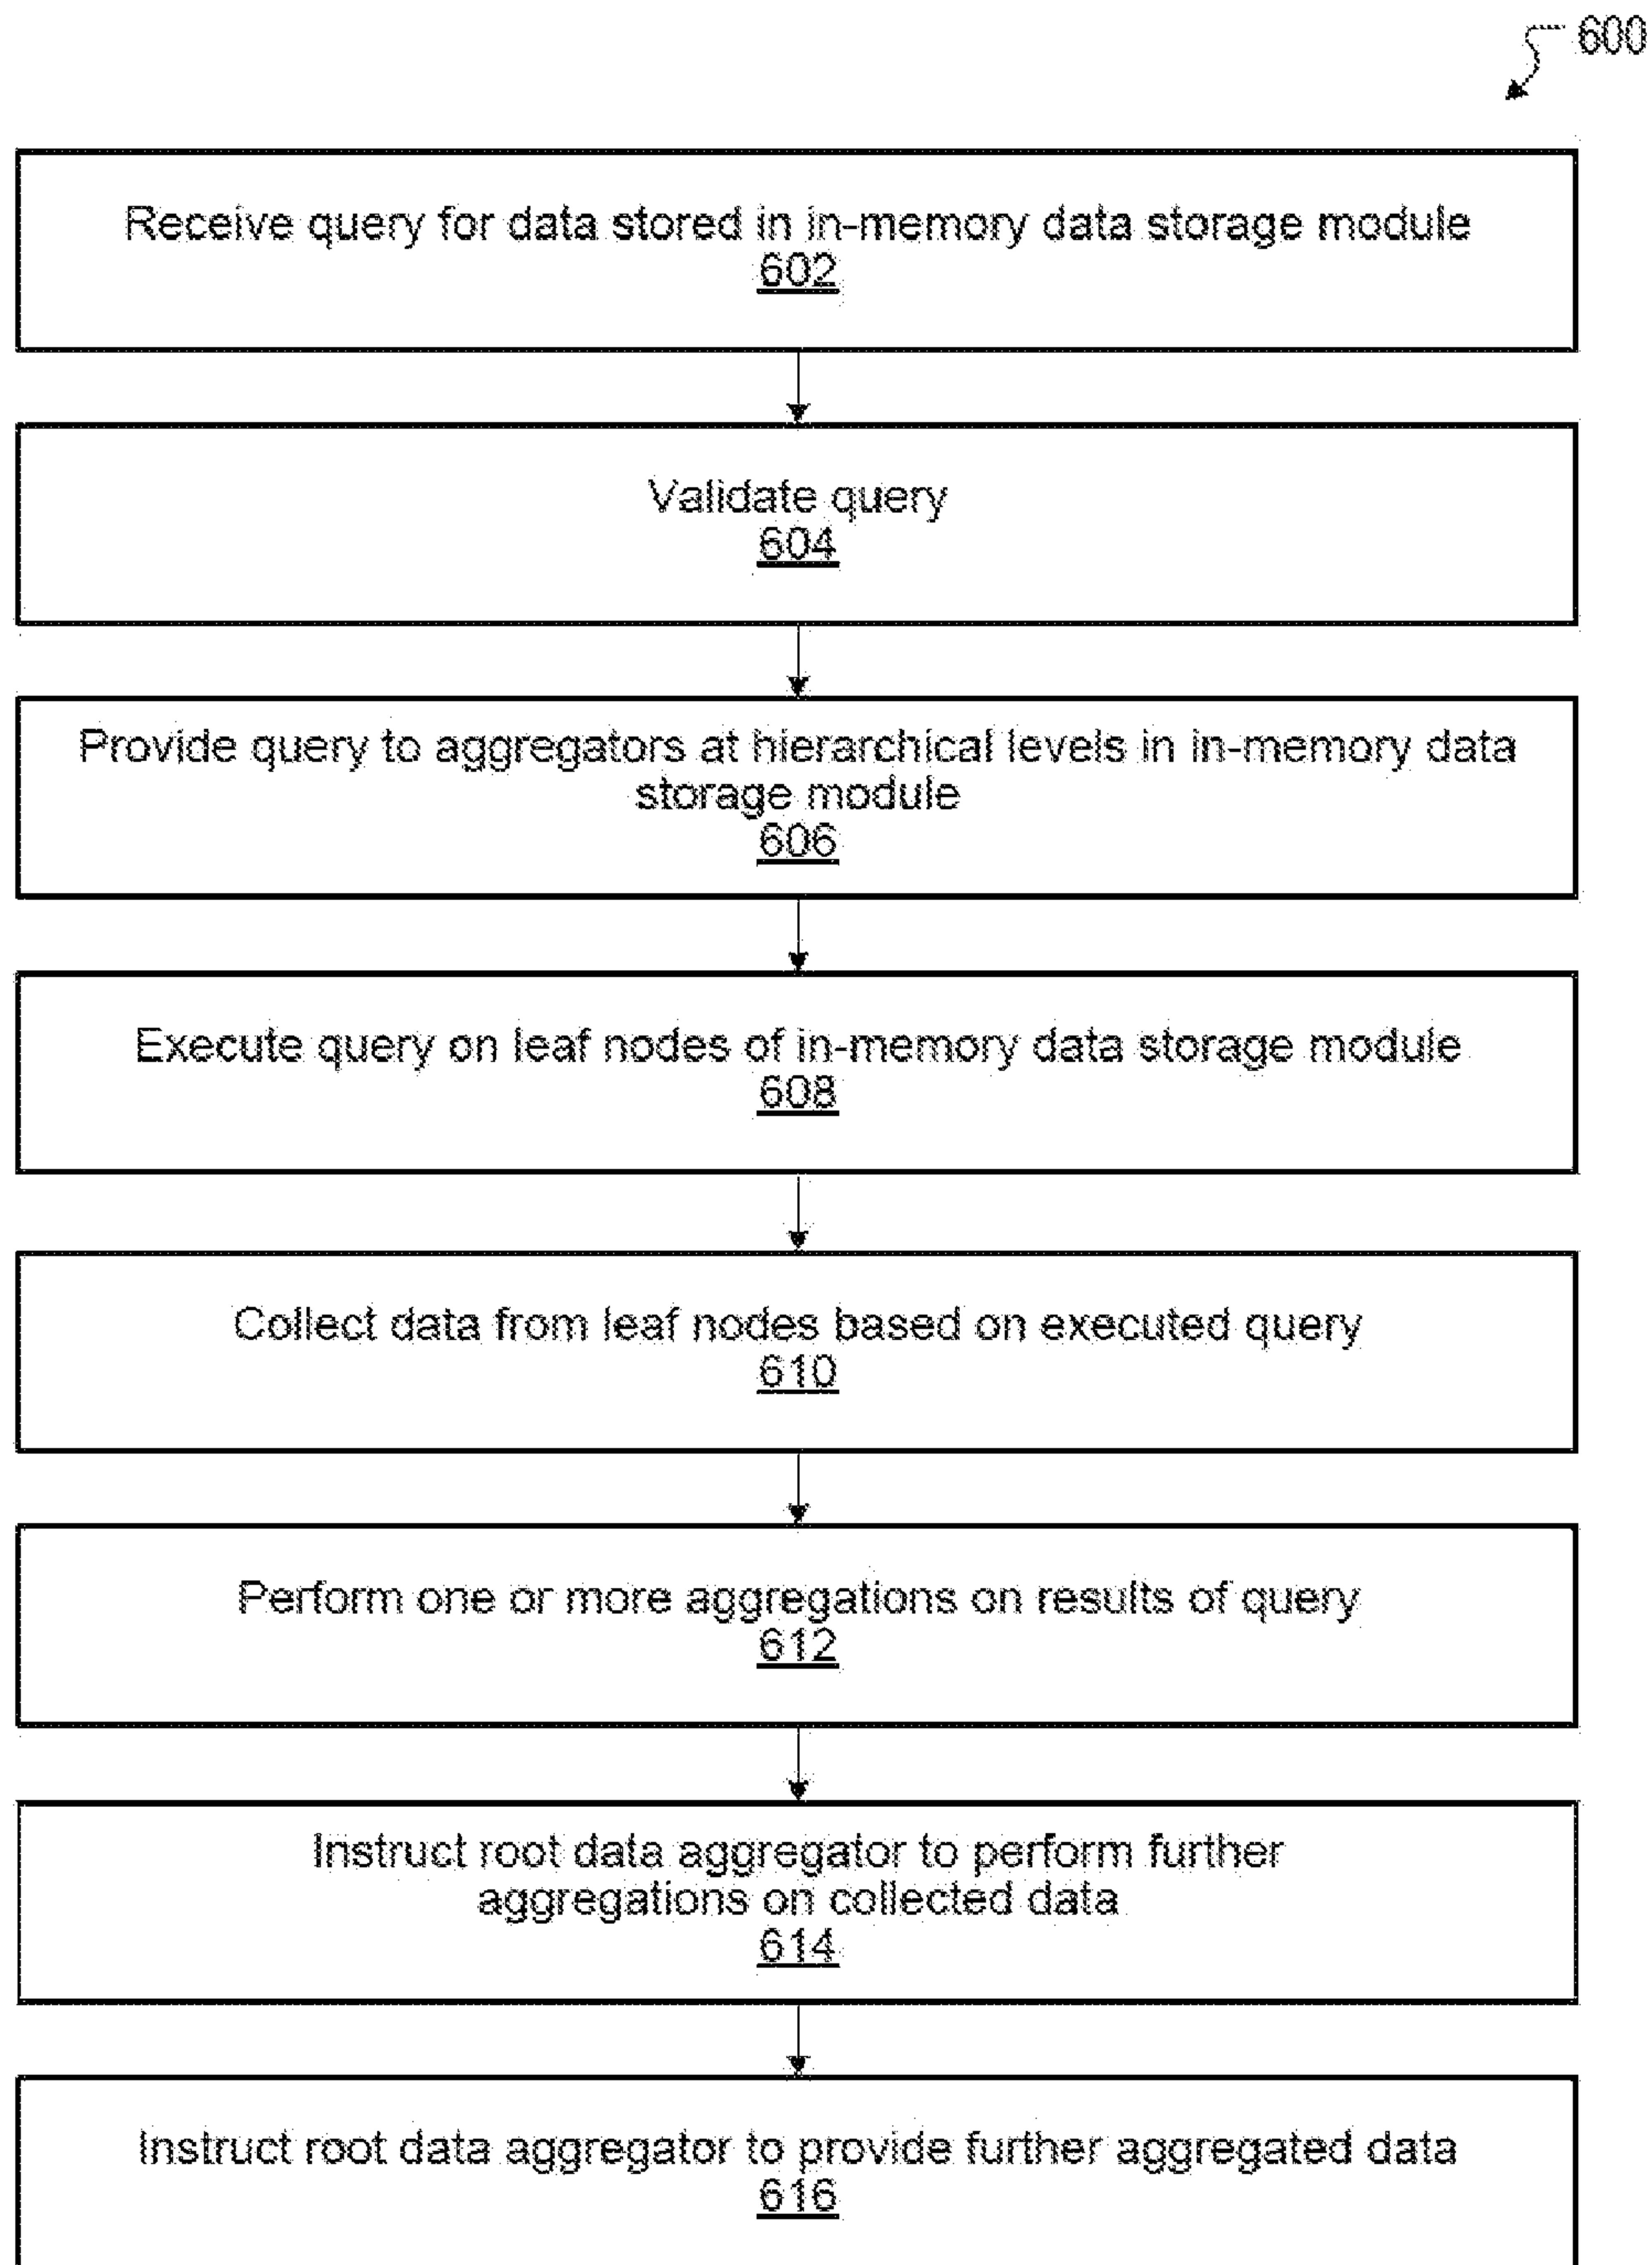 600
Receive query for data stored in in-memory data storage module
602
Validate query
604
Provide query to aggregators at hierarchical levels in in-memory data
storage module
606
Execute query on leaf nodes of in-memory data storage module
608
Collect data from leaf nodes based on executed query
610
Perform one or more aggregations on results of query
612
Instruct root data aggregator to perform further
aggregations on collected data
614
Instruct root data aggregator to provide further aggregated data
616